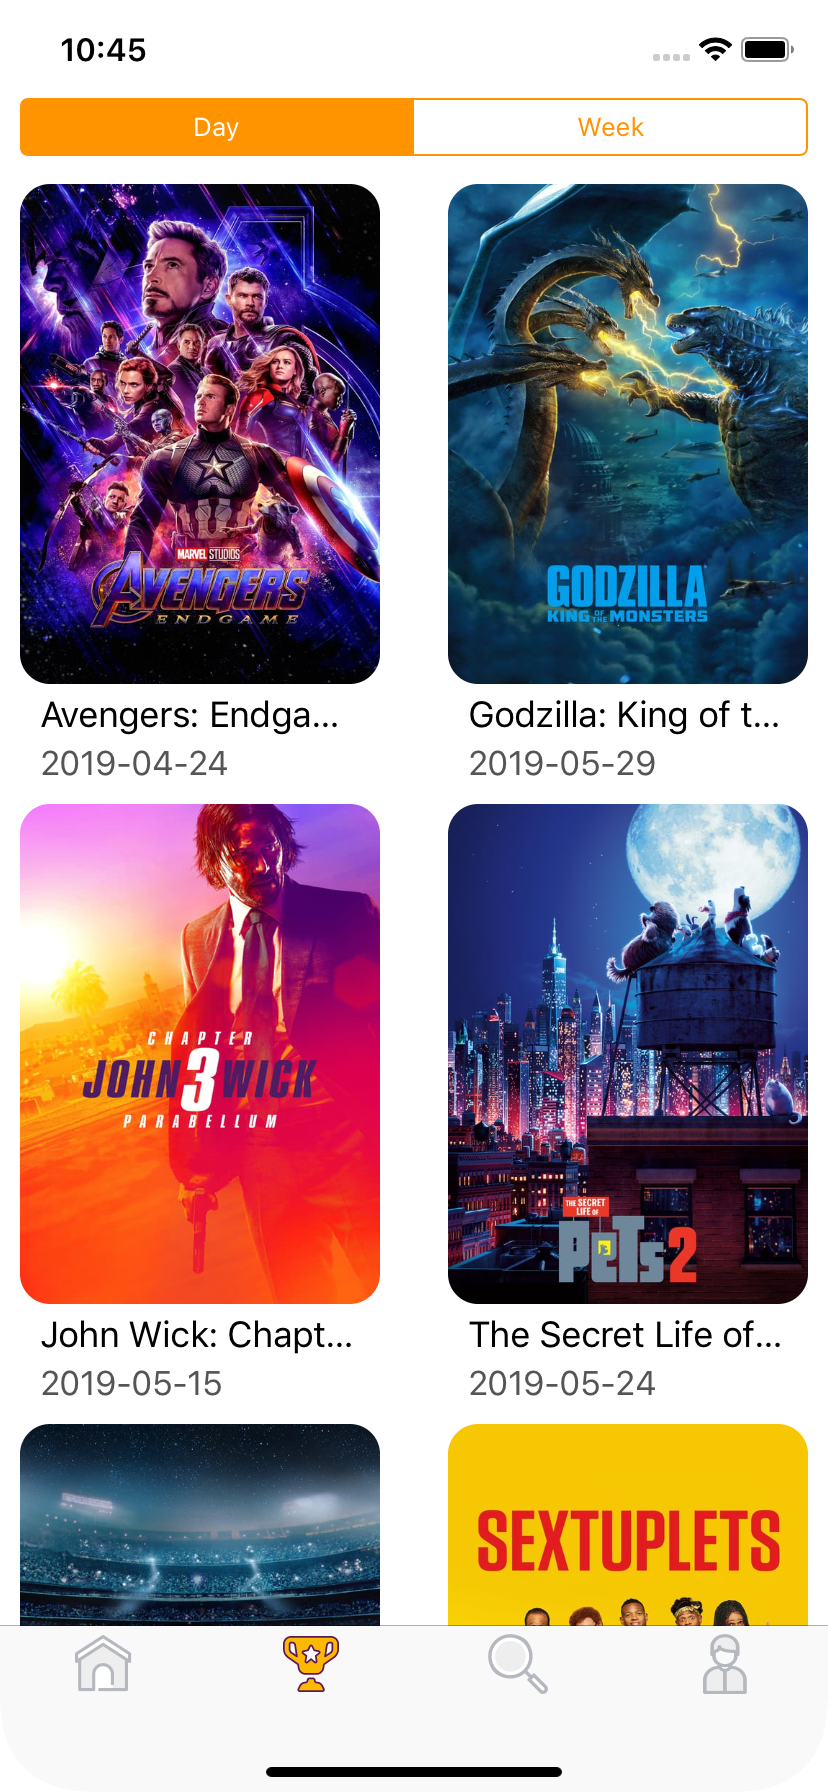 10:45
Day
Week
MARVEL STUDIOS
AVENGERS
ENDGAME
GODZILLA
KING OF THE MONSTERS
Avengers: Endga...
2019-04-24
Godzilla: King of t...
2019-05-29
CHAPTER
JOHN 3 WICK
PARABELLUM
THE SECRET
LIFE OF
PETS 2
John Wick: Chapt...
2019-05-15
The Secret Life of...
2019-05-24
SEXTUPLETS